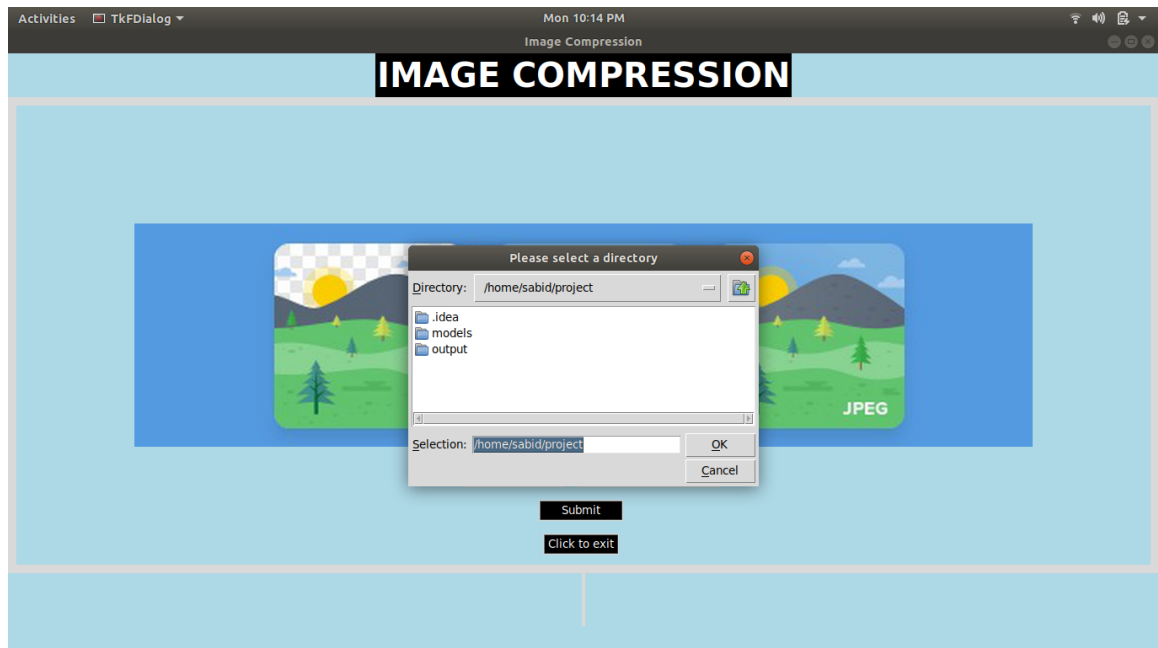 Activities TkFDialog Mon 10:14 PM
Image Compression
IMAGE COMPRESSION
Please select a directory
Directory: /home/sabid/project
.idea
models
output
JPEG
Selection: /home/sabid/project OK
Cancel
Submit
Click to exit